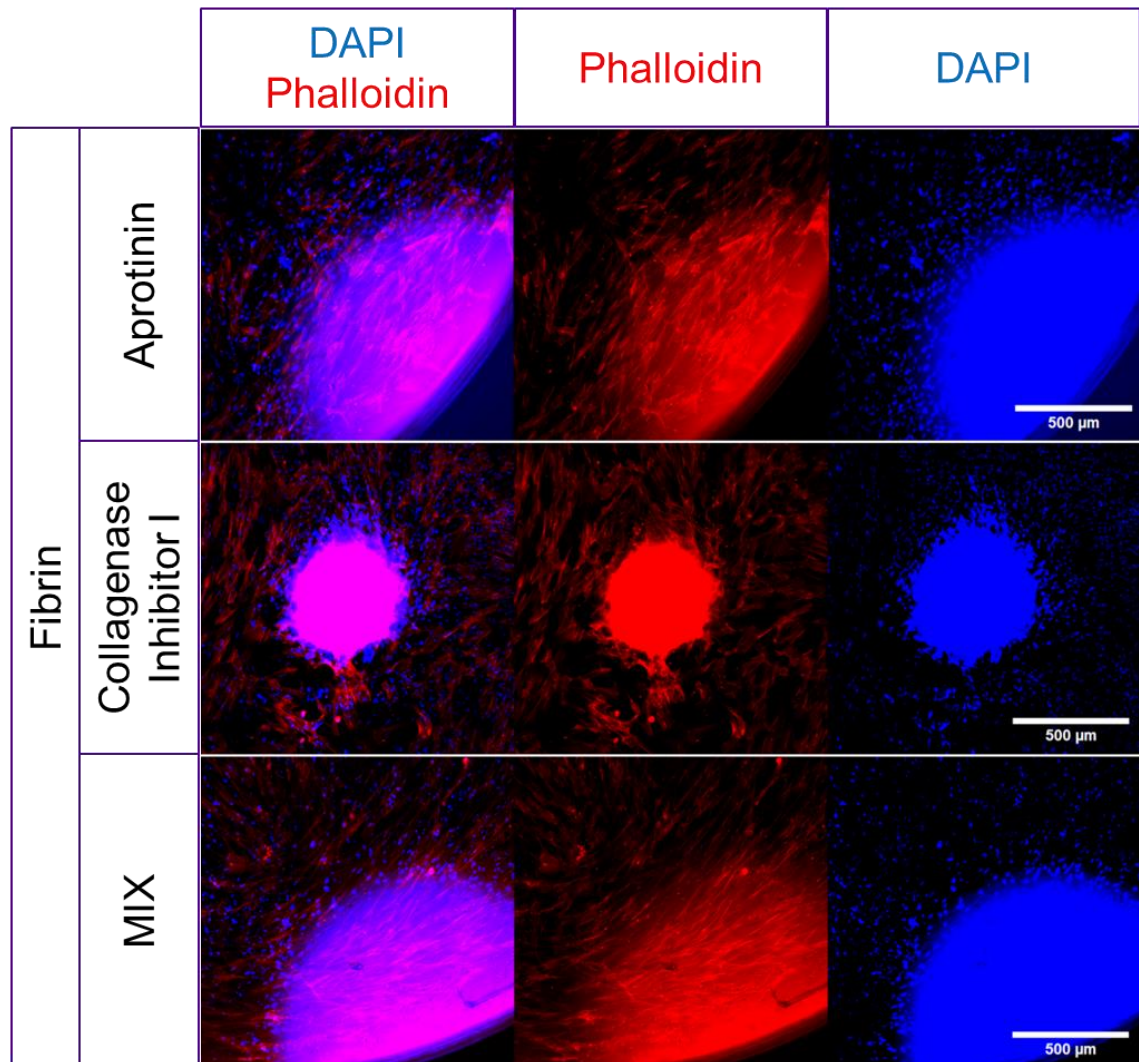 DAPI
Phalloidin
Phalloidin
DAPI
Fibrin
Aprotinin
500 µm
Collagenase
Inhibitor I
500 µm
MIX
500 µm